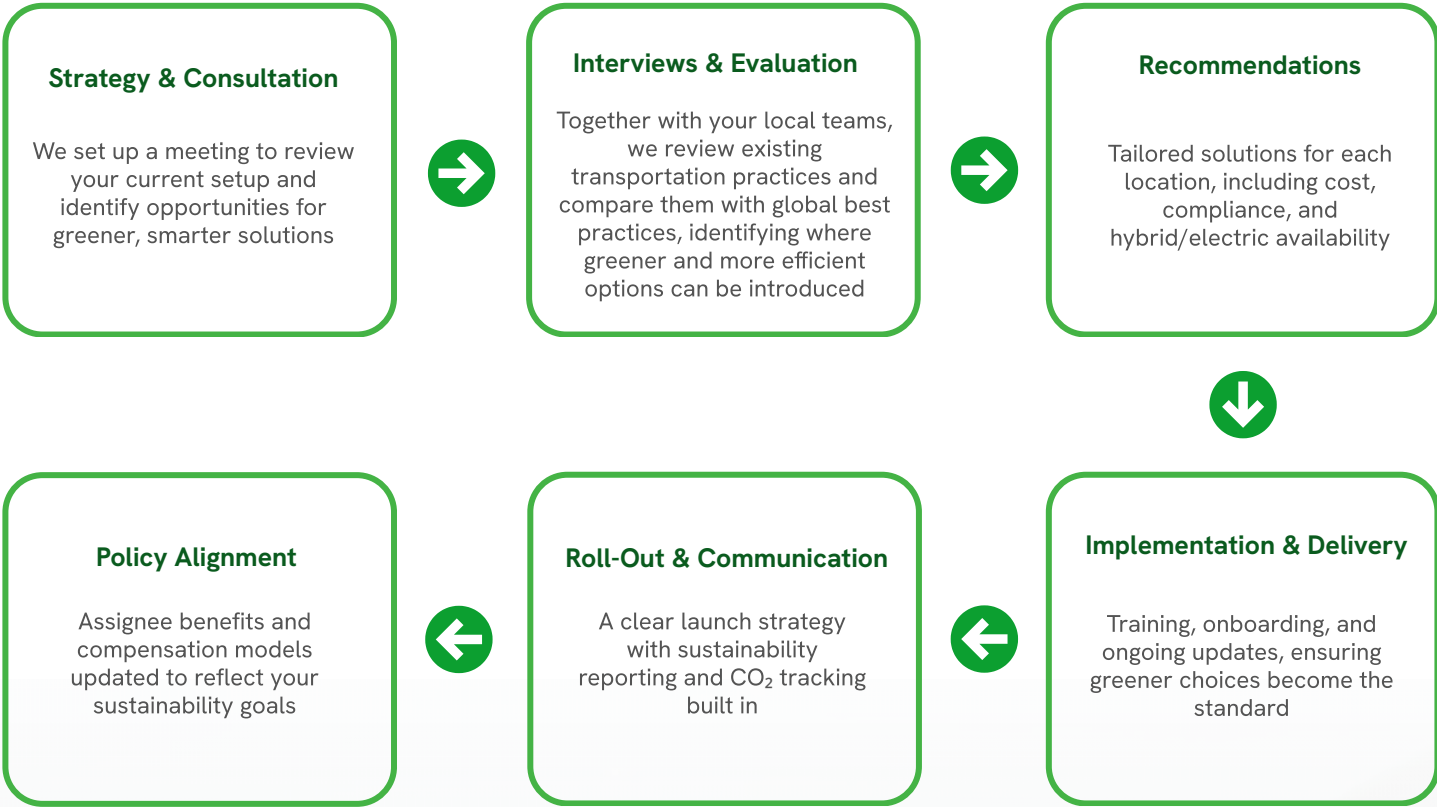 Strategy & Consultation
We set up a meeting to review
your current setup and
identify opportunities for
greener, smarter solutions
Interviews & Evaluation
Together with your local teams,
we review existing
transportation practices and
compare them with global best
practices, identifying where
greener and more efficient
options can be introduced
Recommendations
Tailored solutions for each
location, including cost,
compliance, and
hybrid/electric availability
Implementation & Delivery
Training, onboarding, and
ongoing updates, ensuring
greener choices become the
standard
Roll-Out & Communication
A clear launch strategy
with sustainability
reporting and CO₂ tracking
built in
Policy Alignment
Assignee benefits and
compensation models
updated to reflect your
sustainability goals